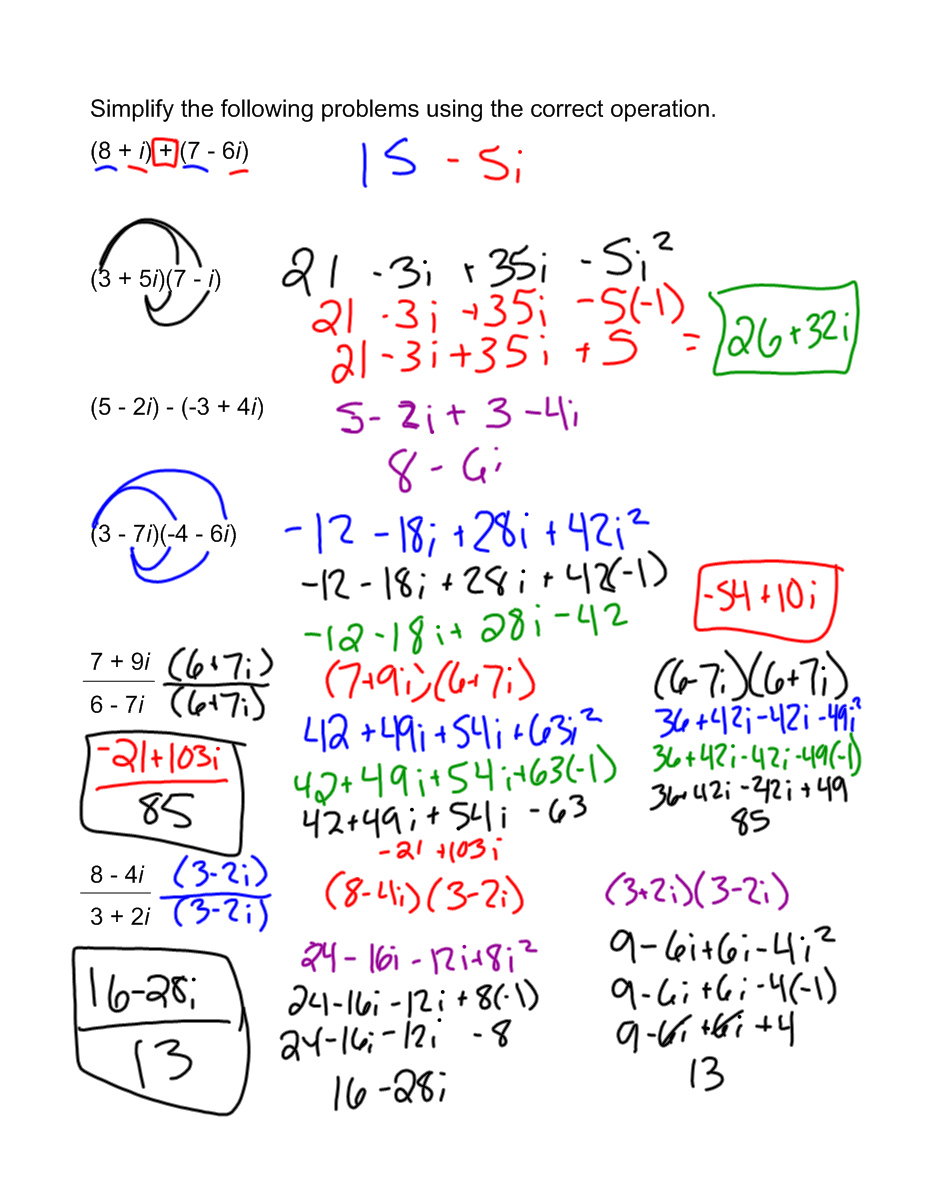 Simplify the following problems using the correct operation.
(8 + i) + (7 - 6i) 15 - 5i
(3 + 5i)(7 - i) 21 - 3i + 35i - 5i²
21 - 3i + 35i - 5(-1)
21 - 3i + 35i + 5 = 26 + 32i
(5 - 2i) - (-3 + 4i) 5 - 2i + 3 - 4i
8 - 6i
(3 - 7i)(-4 - 6i) -12 - 18i + 28i + 42i²
-12 - 18i + 28i + 42(-1)
-54 + 10i
-12 - 18i + 28i - 42
7 + 9i (6+7i) (7+9i)(6+7i) (6-7i)(6+7i)
6 - 7i (6+7i)
42 + 49i + 54i + 63i² 36 + 42i - 42i - 49i²
-21 + 103i 42 + 49i + 54i + 63(-1) 36 + 42i - 42i - 49(-1)
85 42 + 49i + 54i - 63 36 + 42i - 42i + 49
-21 + 103i 85
8 - 4i (3-2i) (8-4i)(3-2i) (3+2i)(3-2i)
3 + 2i (3-2i)
24 - 16i - 12i + 8i² 9 - 6i + 6i - 4i²
16 - 28i 24 - 16i - 12i + 8(-1) 9 - 6i + 6i - 4(-1)
13 24 - 16i - 12i - 8 9 - 6i + 6i + 4
16 - 28i 13